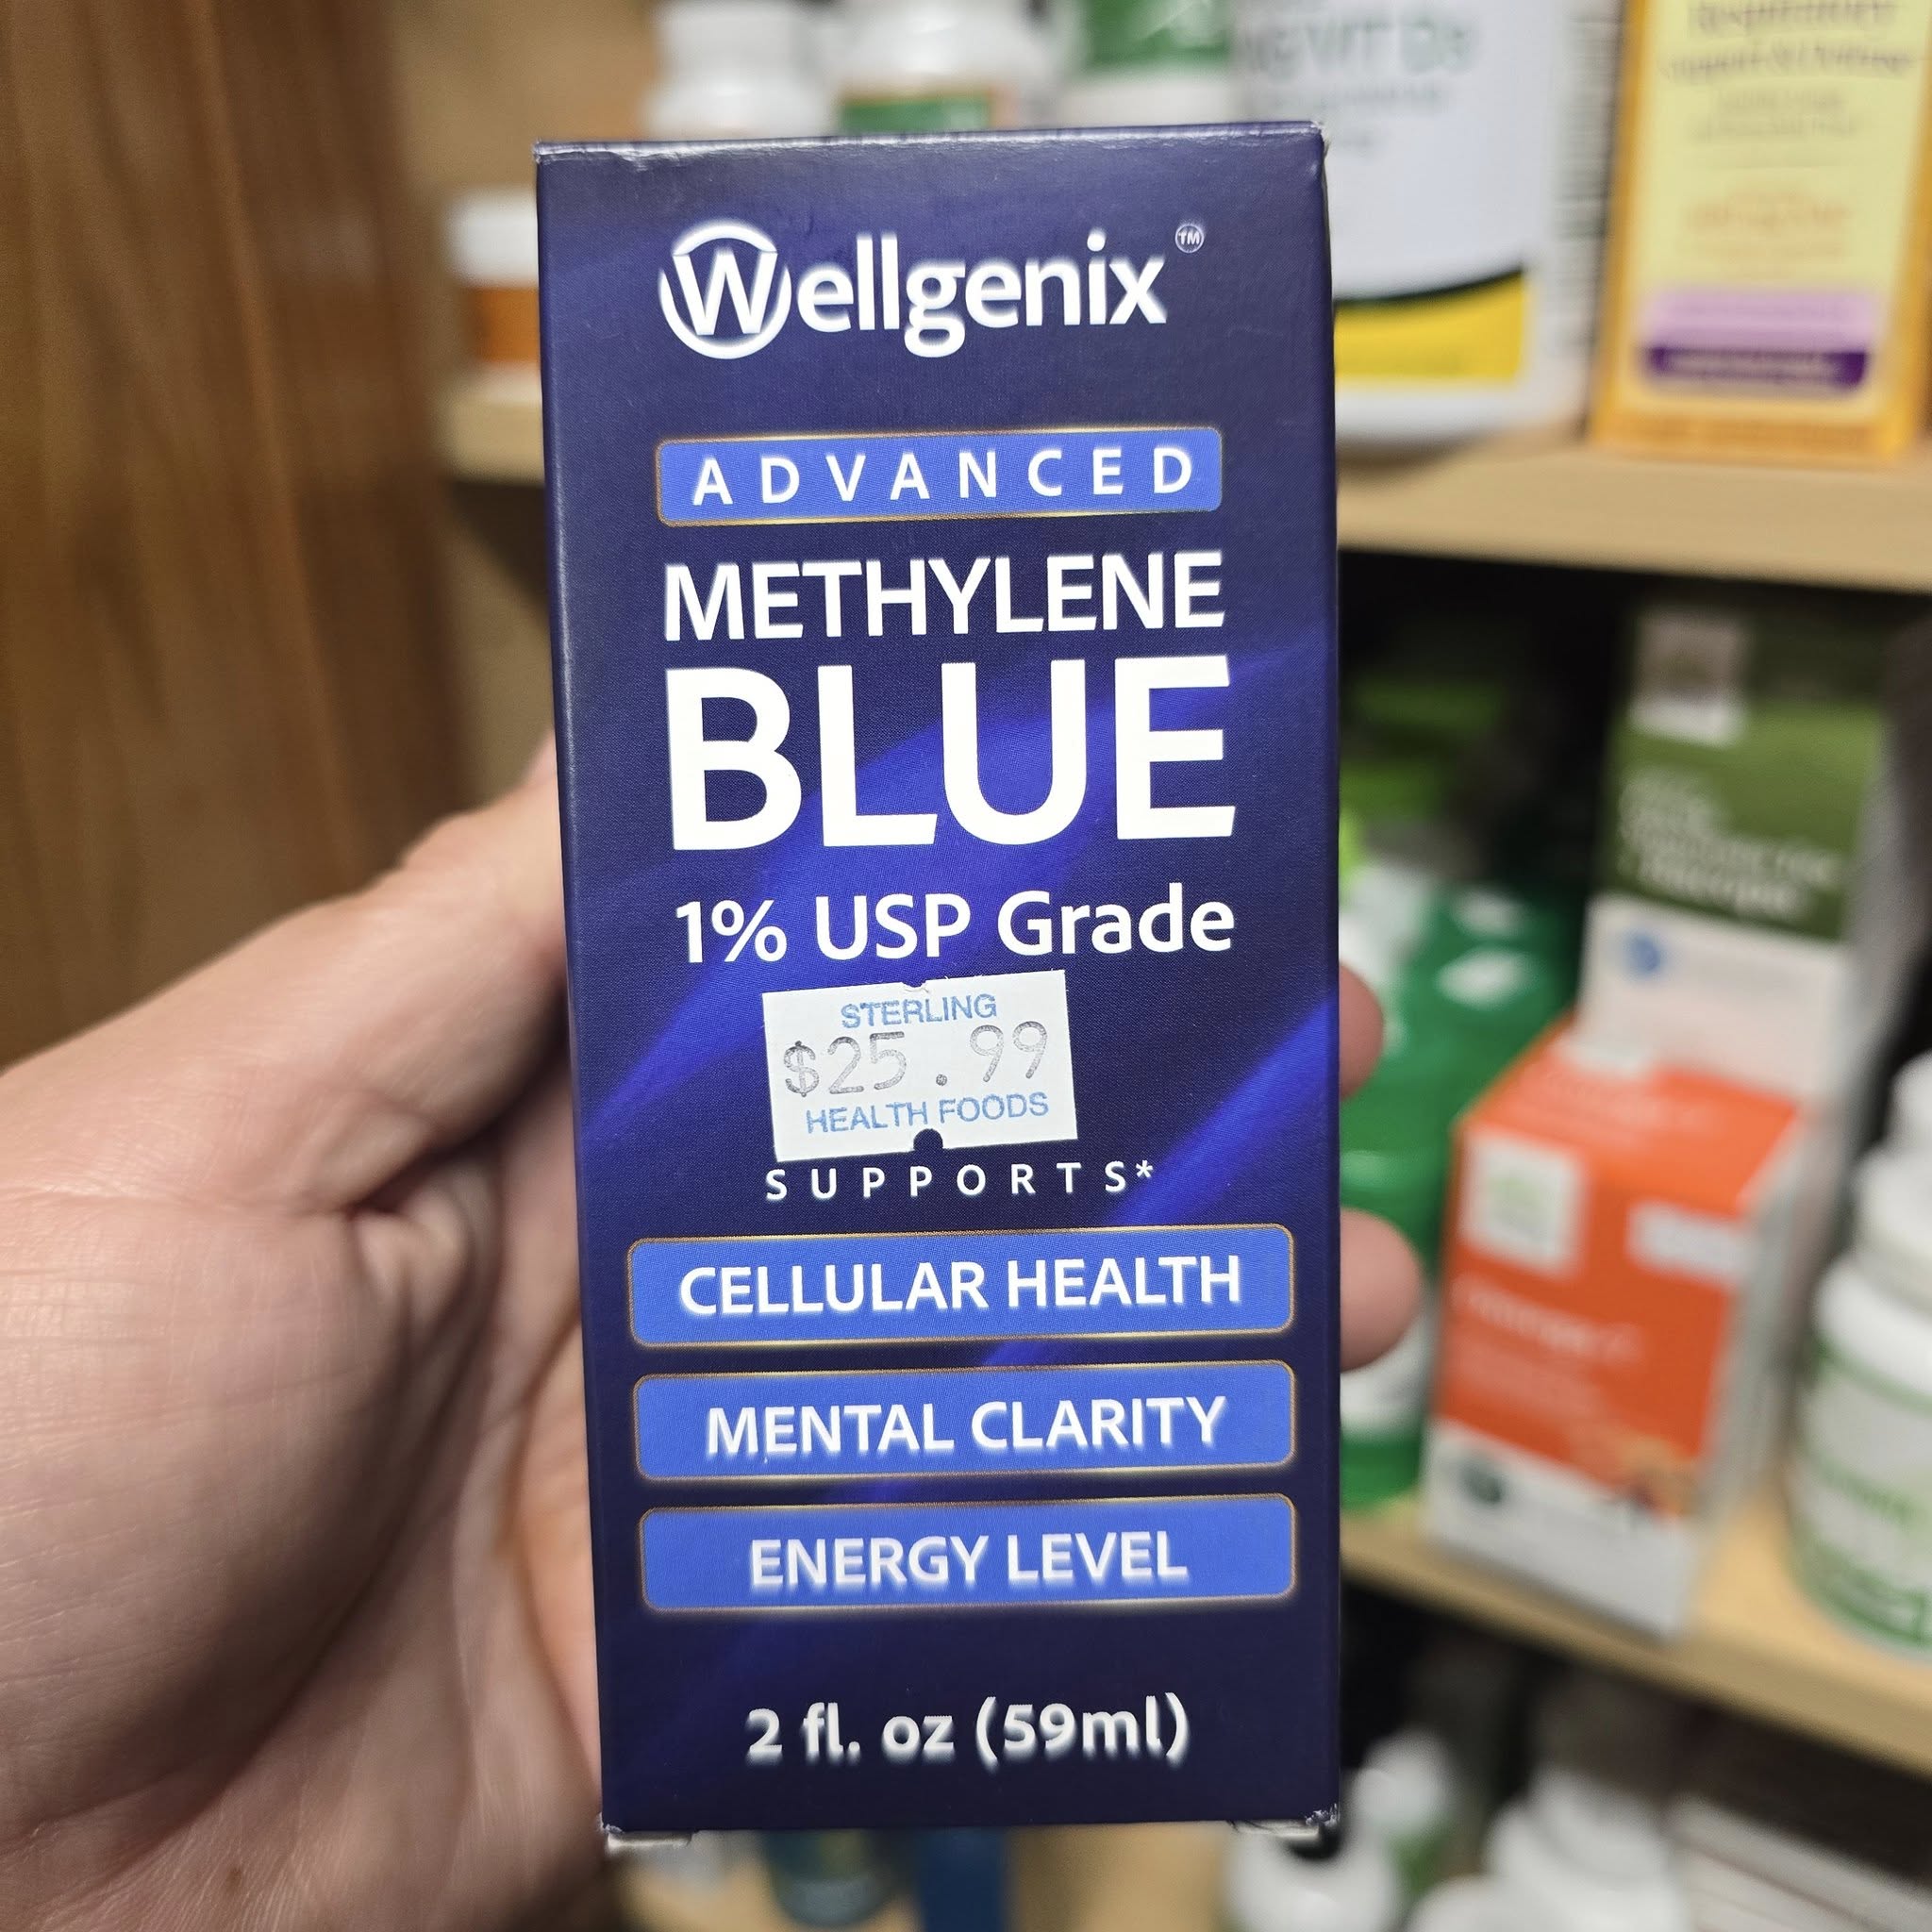 Wellgenix™
ADVANCED
METHYLENE
BLUE
1% USP Grade
STERLING
$25.99
HEALTH FOODS
SUPPORTS*
CELLULAR HEALTH
MENTAL CLARITY
ENERGY LEVEL
2 fl. oz (59ml)